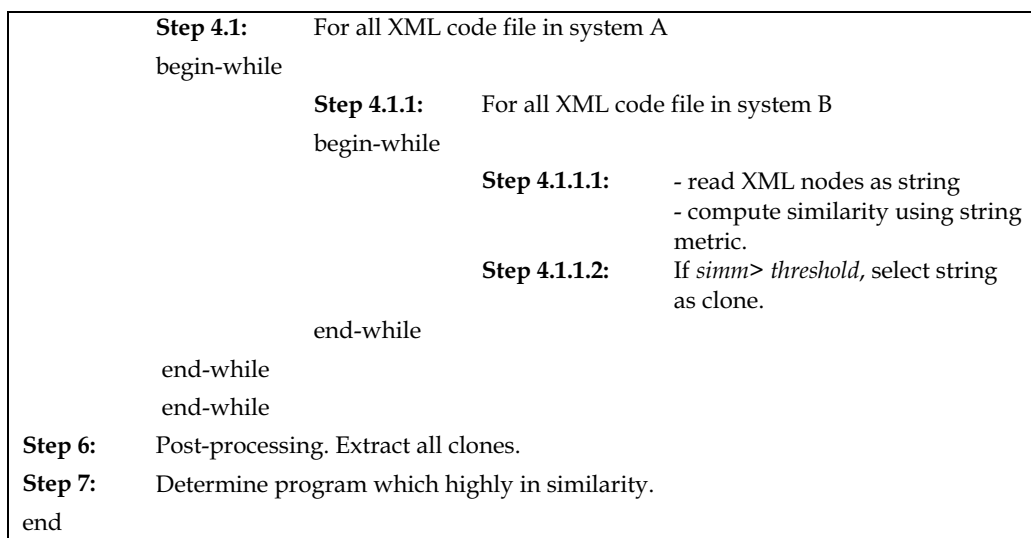 Step 4.1: For all XML code file in system A
begin-while
Step 4.1.1: For all XML code file in system B
begin-while
Step 4.1.1.1: - read XML nodes as string
- compute similarity using string
metric.
Step 4.1.1.2: If simm> threshold, select string
as clone.
end-while
end-while
end-while
Step 6: Post-processing. Extract all clones.
Step 7: Determine program which highly in similarity.
end